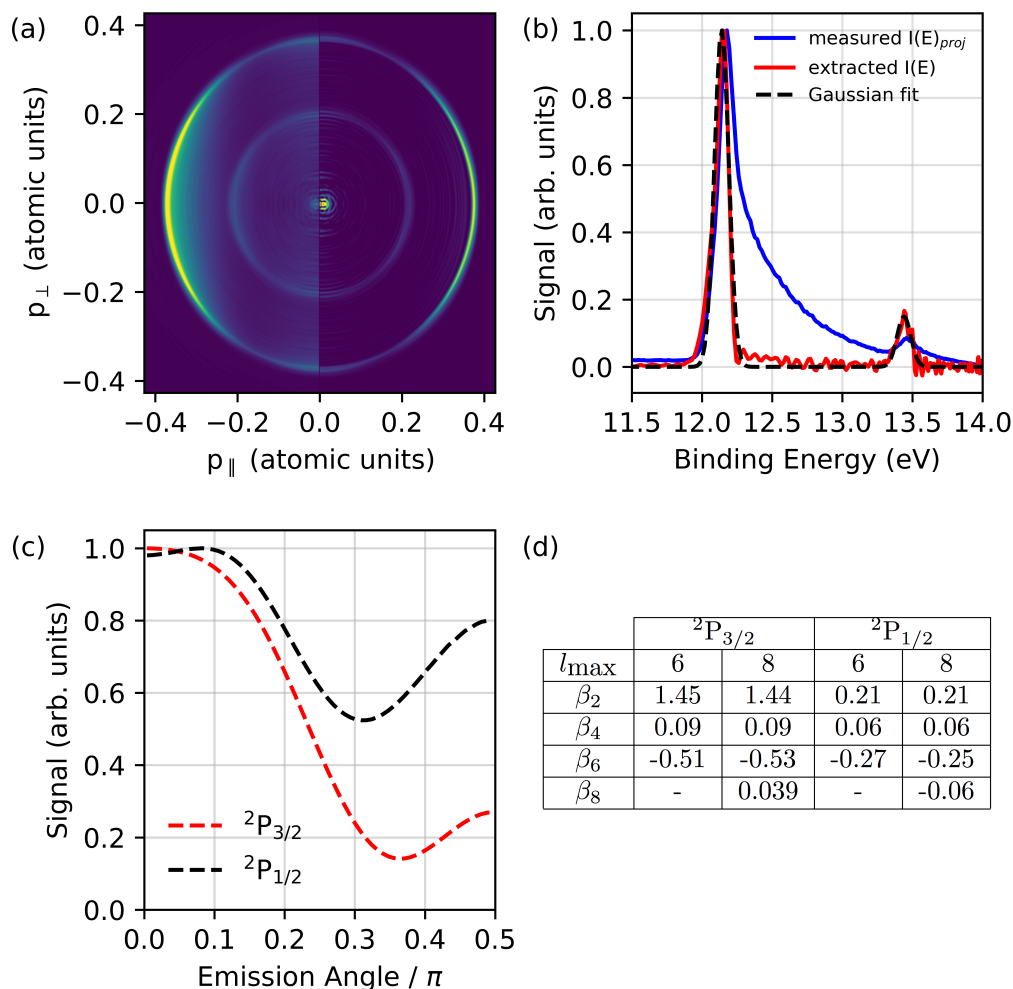 (a)
p⊥ (atomic units)
0.4
0.2
0.0
−0.2
−0.4
−0.4 −0.2 0.0 0.2 0.4
p∥ (atomic units)
(b)
Signal (arb. units)
1.0
0.8
0.6
0.4
0.2
0.0
measured I(E)proj
extracted I(E)
Gaussian fit
11.5 12.0 12.5 13.0 13.5 14.0
Binding Energy (eV)
(c)
Signal (arb. units)
1.0
0.8
0.6
0.4
0.2
0.0
²P3/2
²P1/2
0.0 0.1 0.2 0.3 0.4 0.5
Emission Angle / π
(d)
²P3/2 ²P1/2
lmax 6 8 6 8
β2 1.45 1.44 0.21 0.21
β4 0.09 0.09 0.06 0.06
β6 -0.51 -0.53 -0.27 -0.25
β8 - 0.039 - -0.06